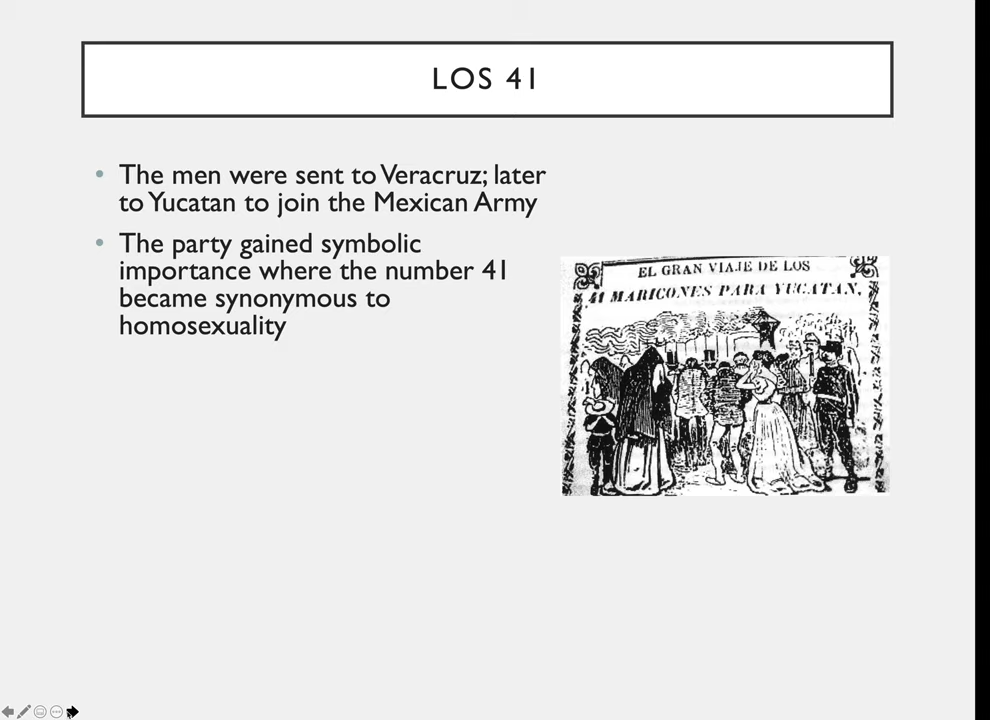 LOS 41
• The men were sent to Veracruz; later
to Yucatan to join the Mexican Army
• The party gained symbolic
importance where the number 41
became synonymous to
homosexuality
EL GRAN VIAJE DE LOS
41 MARICONES PARA YUCATAN,